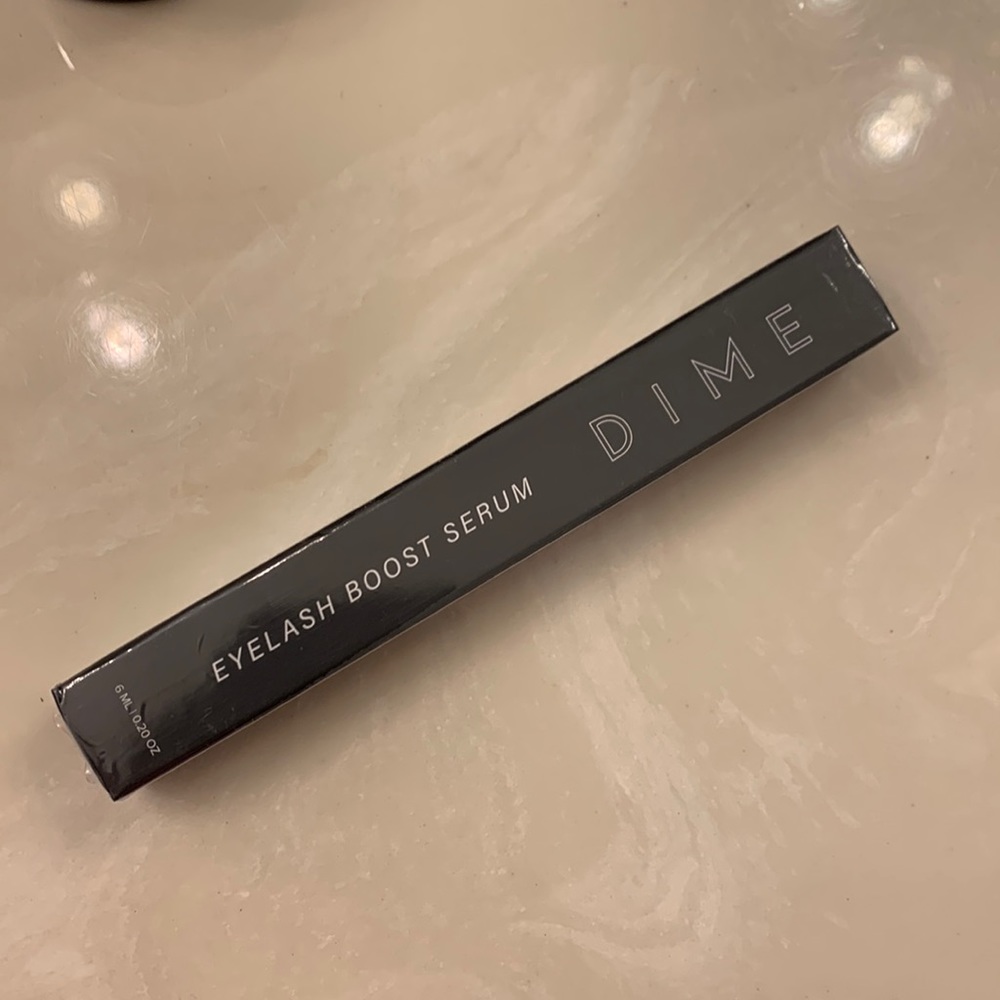 DIME
EYELASH BOOST SERUM
6 ML | 0.20 OZ